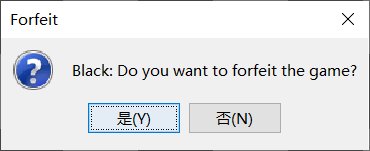 Forfeit
Black: Do you want to forfeit the game?
是(Y)
否(N)